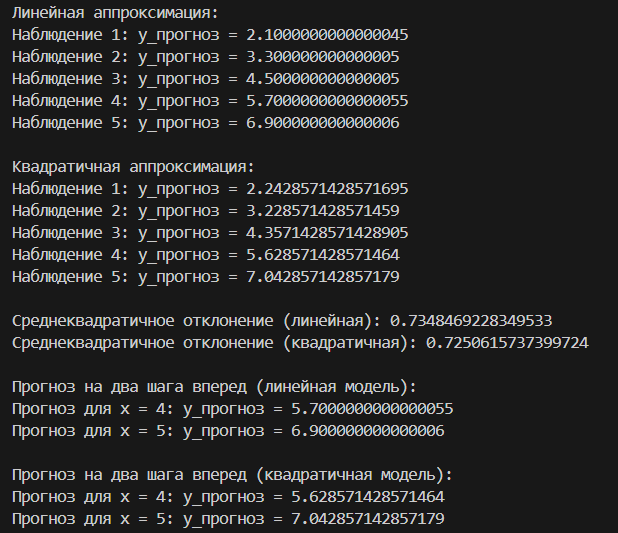 Линейная аппроксимация:
Наблюдение 1: y_прогноз = 2.1000000000000045
Наблюдение 2: y_прогноз = 3.300000000000005
Наблюдение 3: y_прогноз = 4.500000000000005
Наблюдение 4: y_прогноз = 5.7000000000000055
Наблюдение 5: y_прогноз = 6.900000000000006
Квадратичная аппроксимация:
Наблюдение 1: y_прогноз = 2.2428571428571695
Наблюдение 2: y_прогноз = 3.228571428571459
Наблюдение 3: y_прогноз = 4.3571428571428905
Наблюдение 4: y_прогноз = 5.628571428571464
Наблюдение 5: y_прогноз = 7.042857142857179
Среднеквадратичное отклонение (линейная): 0.7348469228349533
Среднеквадратичное отклонение (квадратичная): 0.7250615737399724
Прогноз на два шага вперед (линейная модель):
Прогноз для x = 4: y_прогноз = 5.7000000000000055
Прогноз для x = 5: y_прогноз = 6.900000000000006
Прогноз на два шага вперед (квадратичная модель):
Прогноз для x = 4: y_прогноз = 5.628571428571464
Прогноз для x = 5: y_прогноз = 7.042857142857179